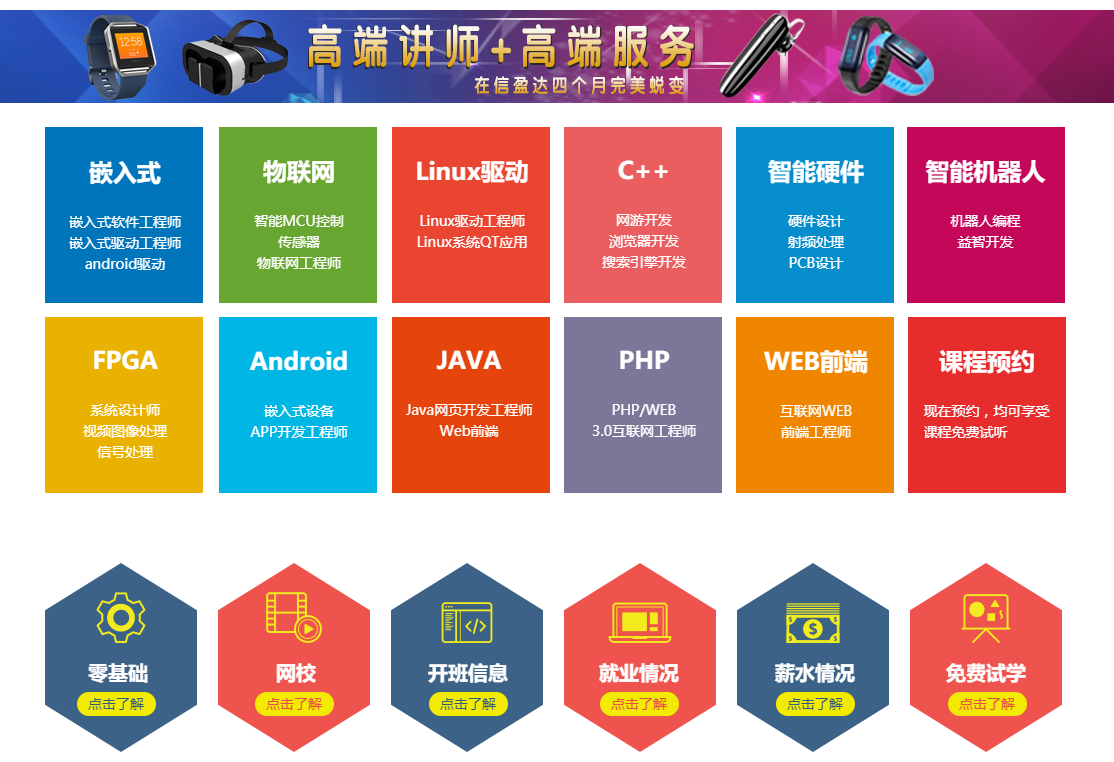 12:58
高端讲师+高端服务
在信盈达四个月完美蜕变
嵌入式
嵌入式软件工程师
嵌入式驱动工程师
android驱动
物联网
智能MCU控制
传感器
物联网工程师
Linux驱动
Linux驱动工程师
Linux系统QT应用
C++
网游开发
浏览器开发
搜索引擎开发
智能硬件
硬件设计
射频处理
PCB设计
智能机器人
机器人编程
益智开发
FPGA
系统设计师
视频图像处理
信号处理
Android
嵌入式设备
APP开发工程师
JAVA
Java网页开发工程师
Web前端
PHP
PHP/WEB
3.0互联网工程师
WEB前端
互联网WEB
前端工程师
课程预约
现在预约，均可享受
课程免费试听
零基础
点击了解
网校
点击了解
开班信息
点击了解
就业情况
点击了解
薪水情况
点击了解
免费试学
点击了解